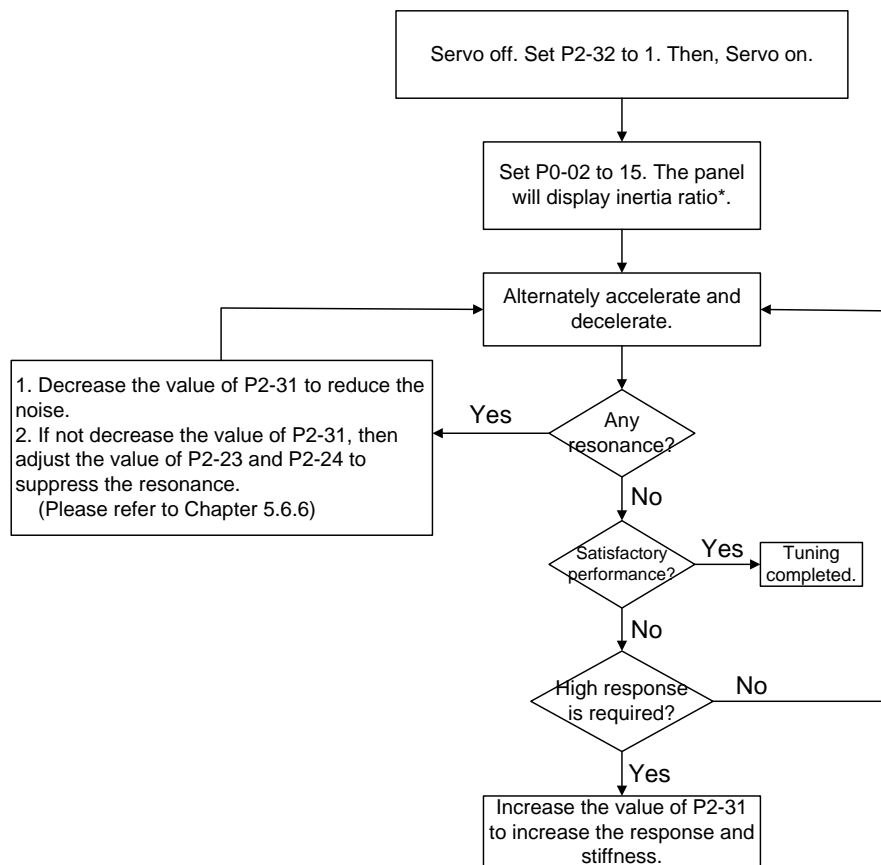 Servo off. Set P2-32 to 1. Then, Servo on.
Set P0-02 to 15. The panel
will display inertia ratio*.
Alternately accelerate and
decelerate.
1. Decrease the value of P2-31 to reduce the
noise.
2. If not decrease the value of P2-31, then
adjust the value of P2-23 and P2-24 to
suppress the resonance.
(Please refer to Chapter 5.6.6)
Yes
Any
resonance?
No
Satisfactory
performance?
Yes
Tuning
completed.
No
High response
is required?
No
Yes
Increase the value of P2-31
to increase the response and
stiffness.